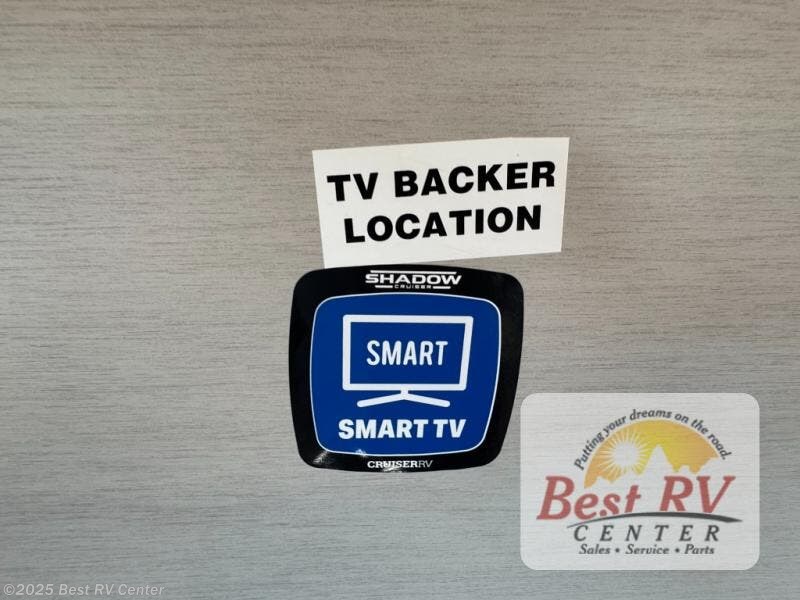 TV BACKER
LOCATION
SHADOW
CRUISER
SMART
SMART TV
CRUISERRV
Putting your dreams on the road.
Best RV
CENTER
Sales • Service • Parts
©2025 Best RV Center